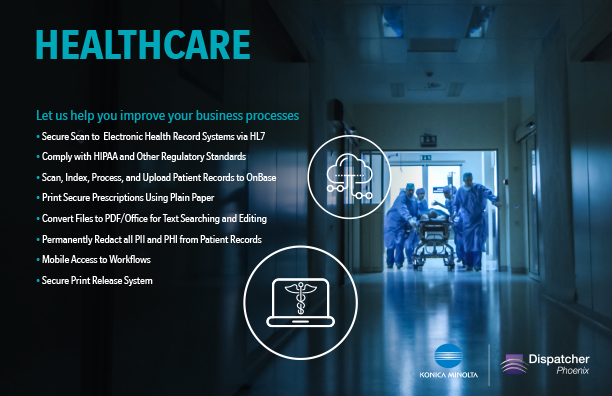 HEALTHCARE
Let us help you improve your business processes
• Secure Scan to Electronic Health Record Systems via HL7
• Comply with HIPAA and Other Regulatory Standards
• Scan, Index, Process, and Upload Patient Records to OnBase
• Print Secure Prescriptions Using Plain Paper
• Convert Files to PDF/Office for Text Searching and Editing
• Permanently Redact all PII and PHI from Patient Records
• Mobile Access to Workflows
• Secure Print Release System
KONICA MINOLTA
Dispatcher
Phoenix